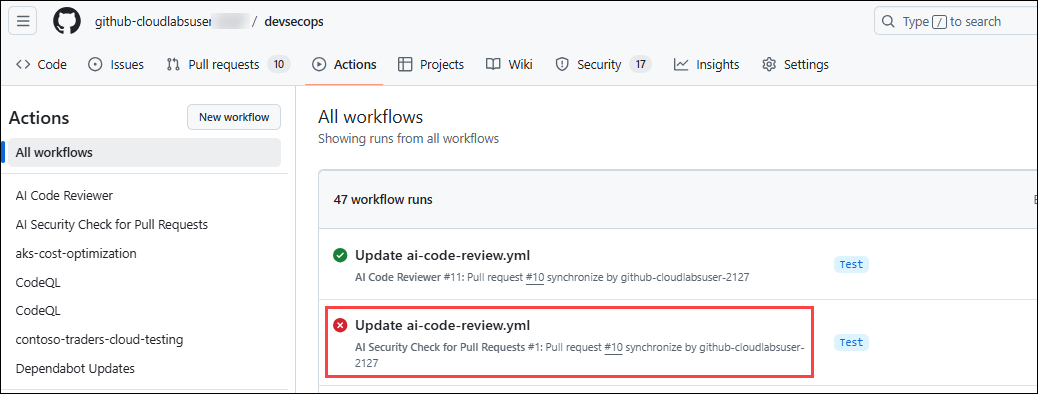 github-cloudlabsuser / devsecops
Type / to search
Code Issues Pull requests 10 Actions Projects Wiki Security 17 Insights Settings
Actions
New workflow
All workflows
AI Code Reviewer
AI Security Check for Pull Requests
aks-cost-optimization
CodeQL
CodeQL
contoso-traders-cloud-testing
Dependabot Updates
All workflows
Showing runs from all workflows
47 workflow runs
Update ai-code-review.yml
AI Code Reviewer #11: Pull request #10 synchronize by github-cloudlabsuser-2127
Test
Update ai-code-review.yml
AI Security Check for Pull Requests #1: Pull request #10 synchronize by github-cloudlabsuser-
2127
Test